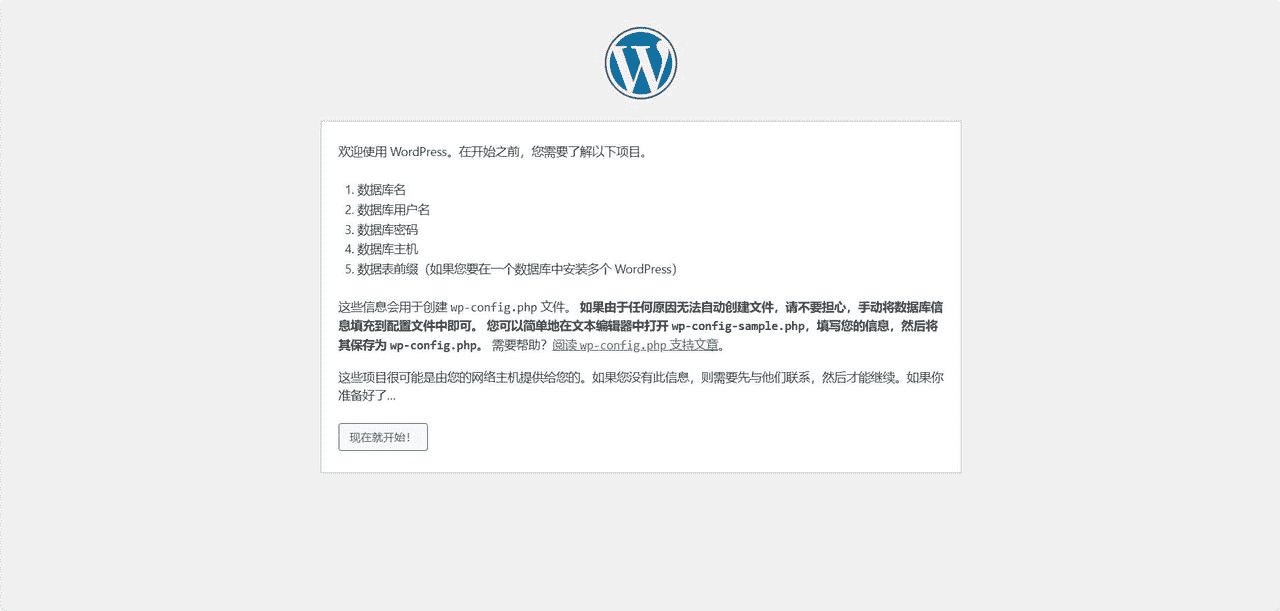 欢迎使用 WordPress。在开始之前，您需要了解以下项目。
1. 数据库名
2. 数据库用户名
3. 数据库密码
4. 数据库主机
5. 数据表前缀（如果您要在一个数据库中安装多个 WordPress）
这些信息会用于创建 wp-config.php 文件。 如果由于任何原因无法自动创建文件，请不要担心，手动将数据库信
息填充到配置文件中即可。 您可以简单地在文本编辑器中打开 wp-config-sample.php，填写您的信息，然后将
其保存为 wp-config.php。 需要帮助？阅读 wp-config.php 支持文章。
这些项目很可能是由您的网络主机提供给您的。如果您没有此信息，则需要先与他们联系，然后才能继续。如果你
准备好了...
现在就开始！